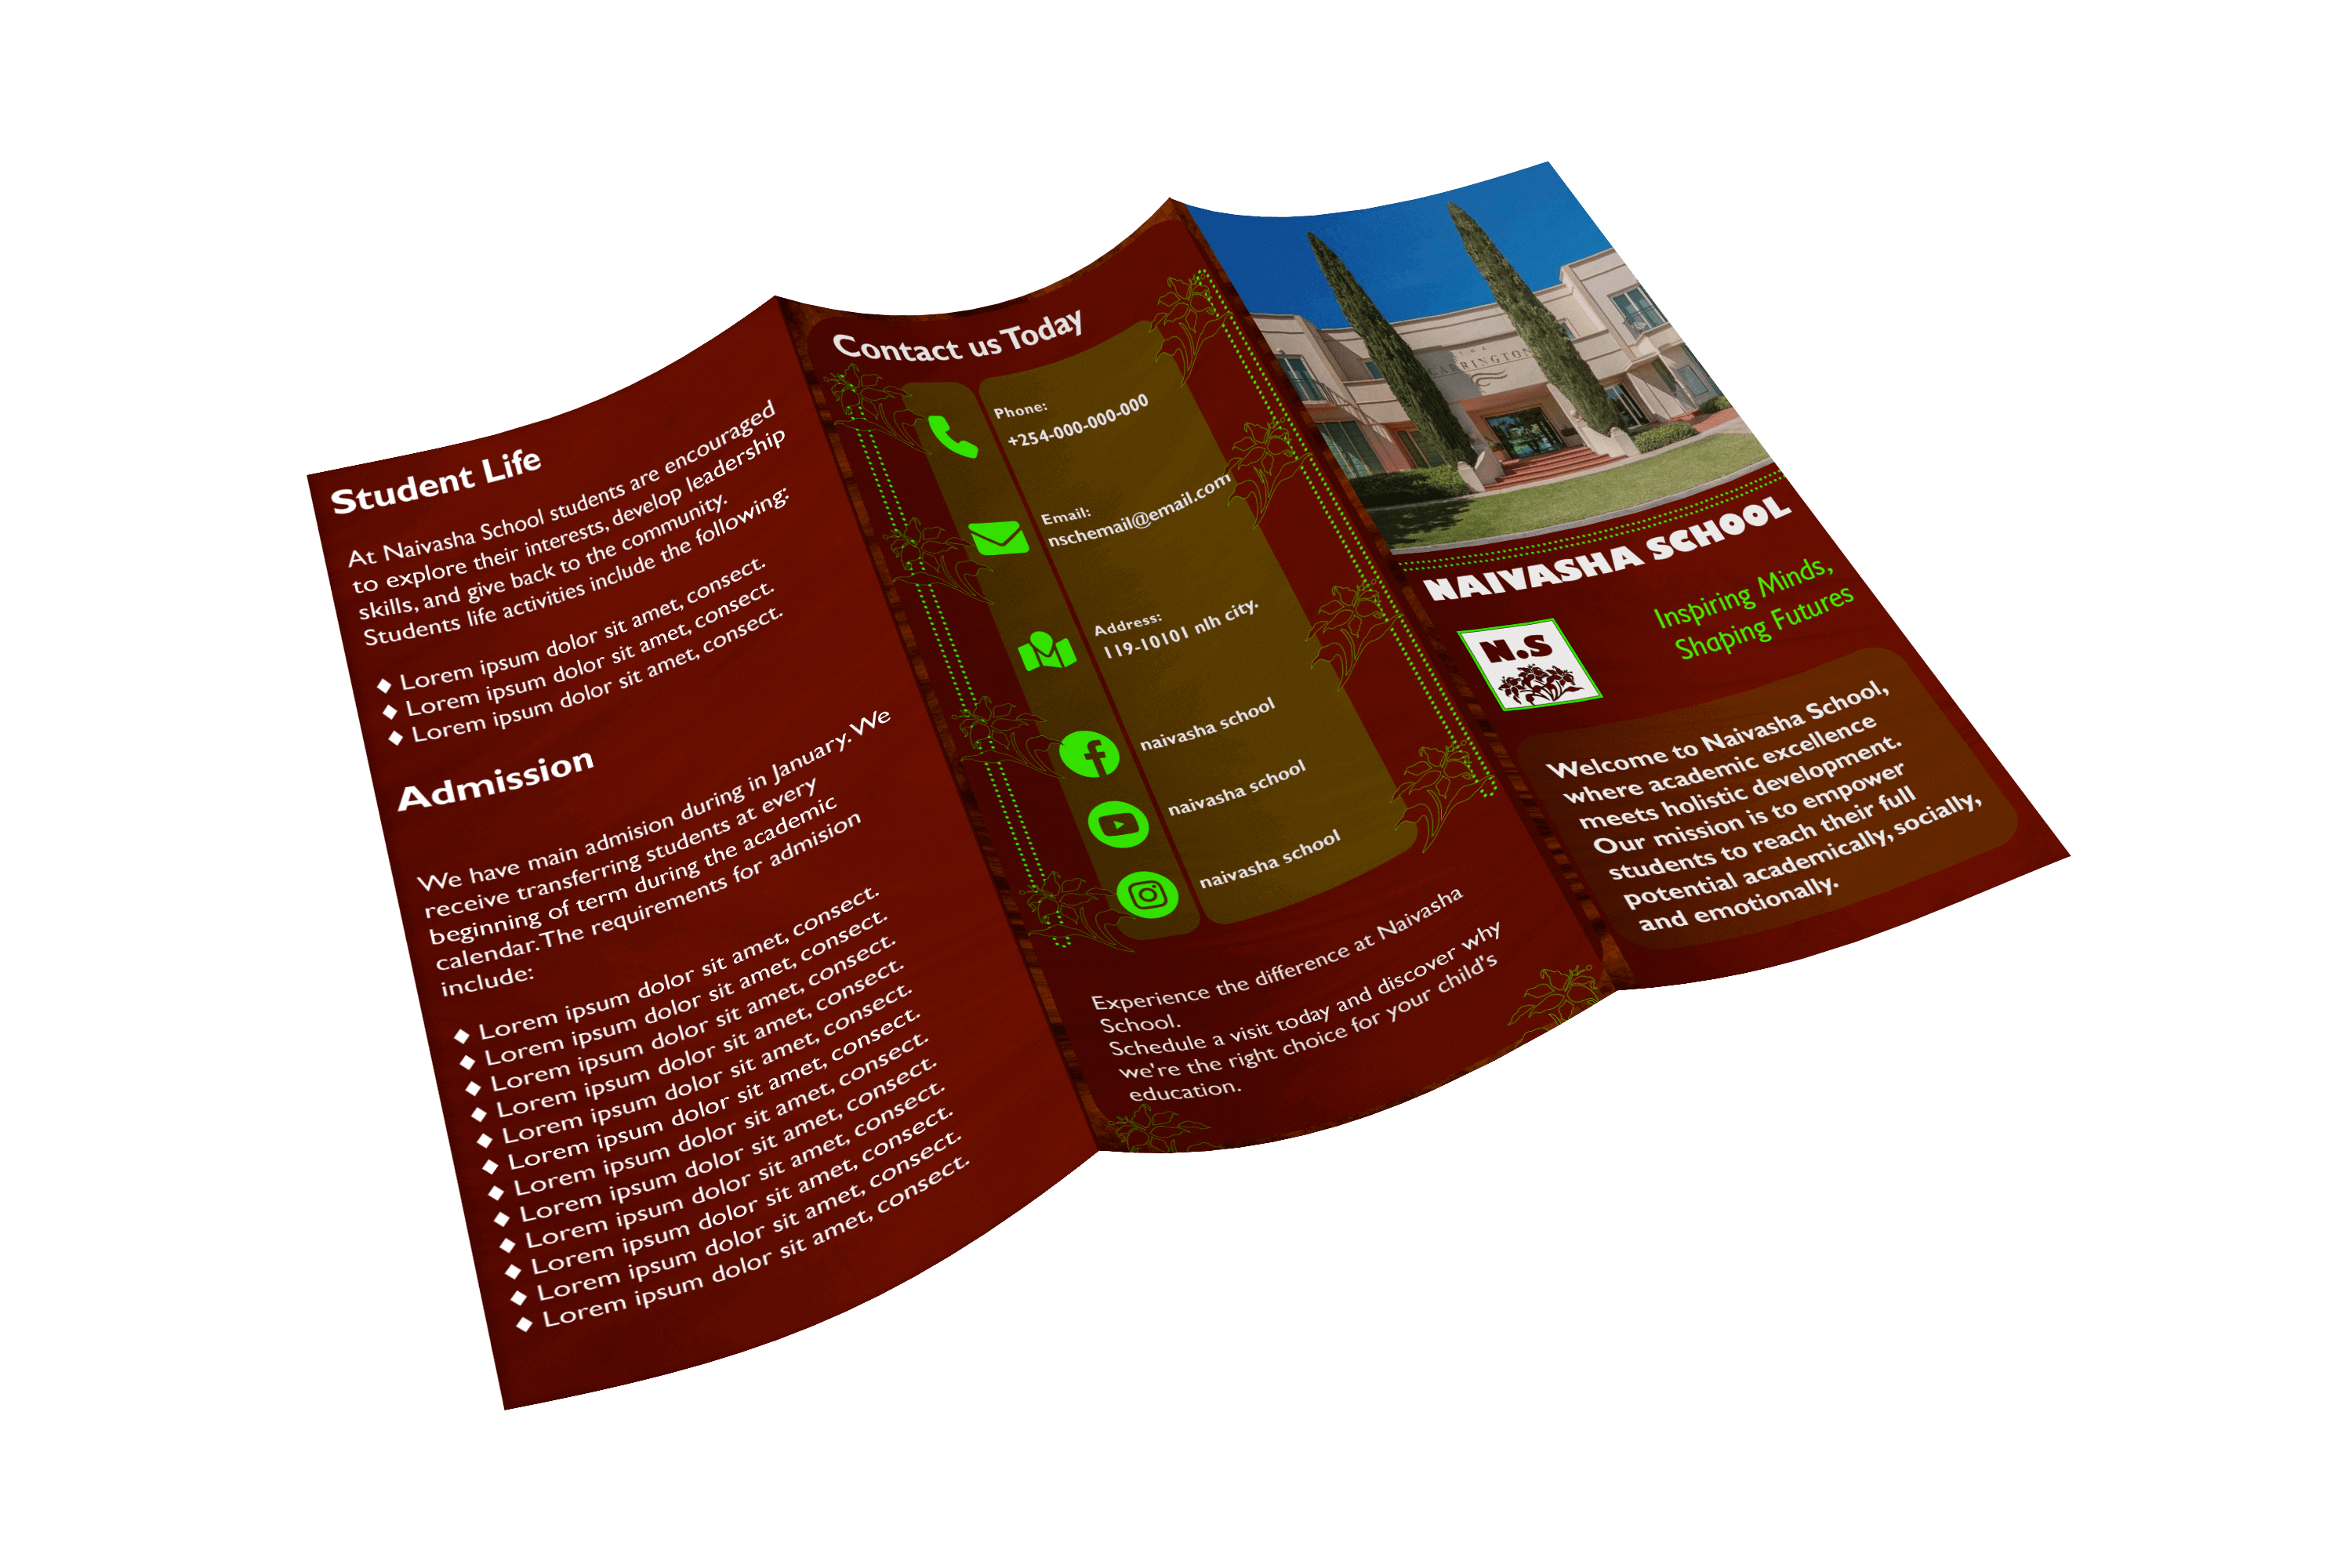 Student Life
At Naivasha School students are encouraged
to explore their interests, develop leadership
skills, and give back to the community.
Students life activities include the following:
◆ Lorem ipsum dolor sit amet, consect.
◆ Lorem ipsum dolor sit amet, consect.
◆ Lorem ipsum dolor sit amet, consect.
Admission
We have main admision during in January. We
receive transferring students at every
beginning of term during the academic
calendar. The requirements for admision
include:
◆ Lorem ipsum dolor sit amet, consect.
◆ Lorem ipsum dolor sit amet, consect.
◆ Lorem ipsum dolor sit amet, consect.
◆ Lorem ipsum dolor sit amet, consect.
◆ Lorem ipsum dolor sit amet, consect.
◆ Lorem ipsum dolor sit amet, consect.
◆ Lorem ipsum dolor sit amet, consect.
◆ Lorem ipsum dolor sit amet, consect.
◆ Lorem ipsum dolor sit amet, consect.
◆ Lorem ipsum dolor sit amet, consect.
◆ Lorem ipsum dolor sit amet, consect.
◆ Lorem ipsum dolor sit amet, consect.
Contact us Today
Phone:
+254-000-000-000
Email:
nschemail@email.com
Address:
119-10101 nlh city.
naivasha school
naivasha school
naivasha school
Experience the difference at Naivasha
School.
Schedule a visit today and discover why
we're the right choice for your child's
education.
THE
CARRINGTON
NAIVASHA SCHOOL
Inspiring Minds,
Shaping Futures
N.S
Welcome to Naivasha School,
where academic excellence
meets holistic development.
Our mission is to empower
students to reach their full
potential academically, socially,
and emotionally.